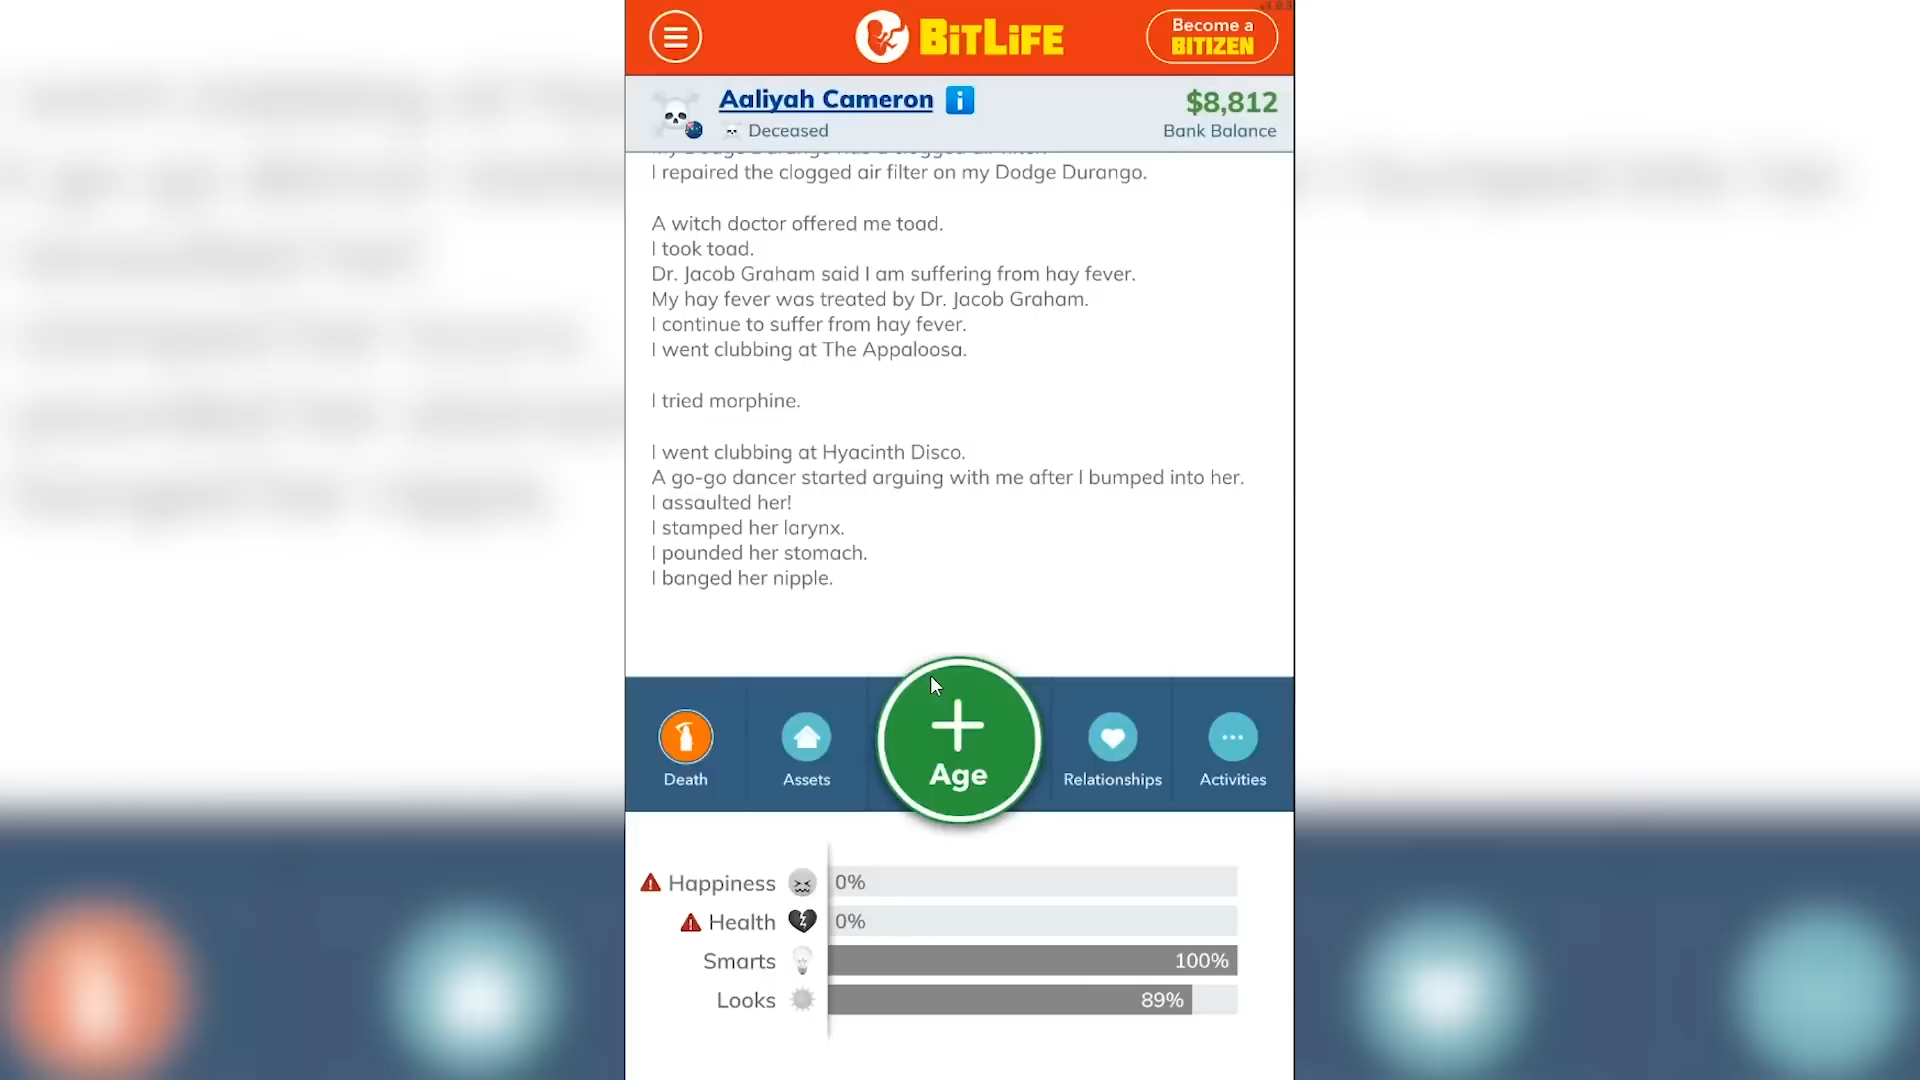 Become a
BiTLiFE
BITIZEN
Aaliyah Cameron
$8,812
Deceased
Bank Balance
I repaired the clogged air filter on my Dodge Durango.
A witch doctor offered me toad.
I took toad.
Dr. Jacob Graham said I am suffering from hay fever.
My hay fever was treated by Dr. Jacob Graham.
I continue to suffer from hay fever.
I went clubbing at The Appaloosa.
I tried morphine.
I went clubbing at Hyacinth Disco.
A go-go dancer started arguing with me after I bumped into her.
I assaulted her!
I stamped her larynx.
I pounded her stomach.
I banged her nipple.
Death
Assets
Age
Relationships
Activities
Happiness 0%
Health 0%
Smarts 100%
Looks 89%